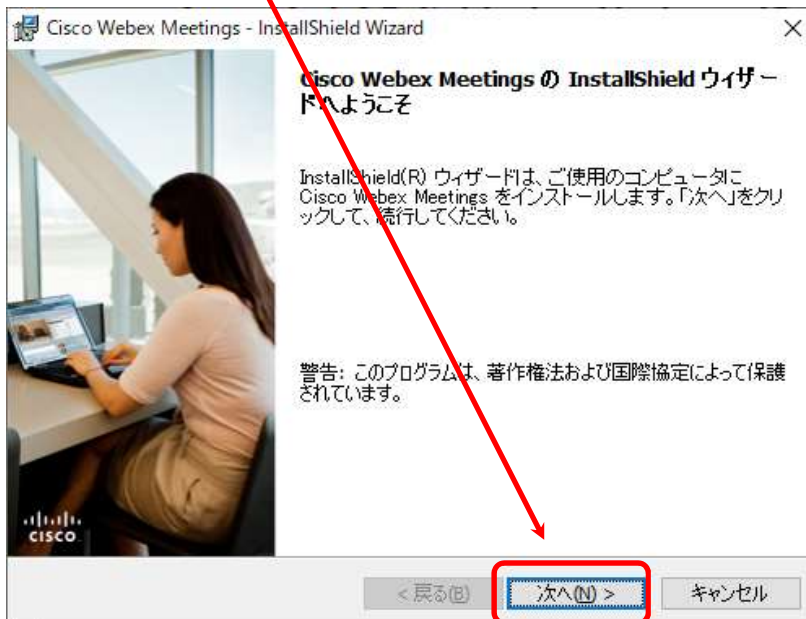 Cisco Webex Meetings - InstallShield Wizard
Cisco Webex Meetings の InstallShield ウィザー
ドへようこそ
InstallShield(R) ウィザードは、ご使用のコンピュータに
Cisco Webex Meetings をインストールします。「次へ」をクリ
ックして、続行してください。
警告: このプログラムは、著作権法および国際協定によって保護
されています。
CISCO
< 戻る(B)
次へ(N) >
キャンセル